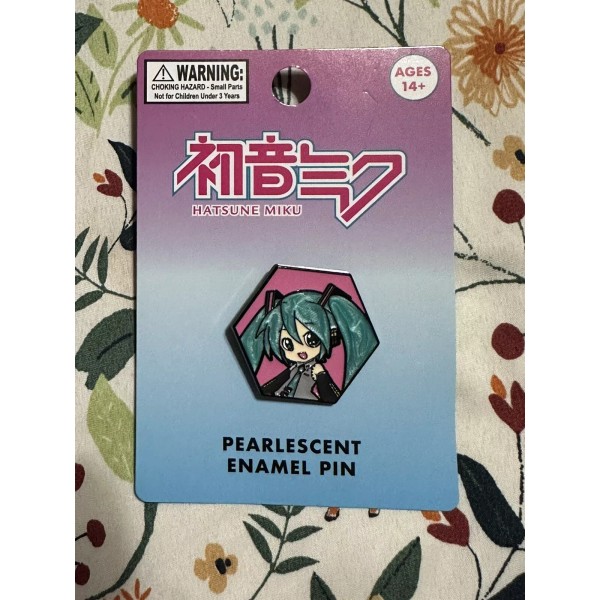 ⚠ WARNING:
CHOKING HAZARD - Small Parts
Not for Children Under 3 Years
AGES
14+
初音ミク
HATSUNE MIKU
PEARLESCENT
ENAMEL PIN